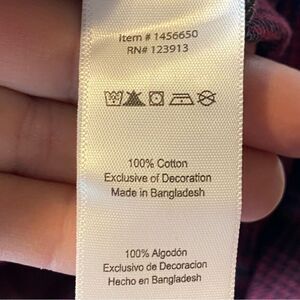 Item # 1456650
RN# 123913
100% Cotton
Exclusive of Decoration
Made in Bangladesh
100% Algodón
Exclusivo de Decoracion
Hecho en Bangladesh